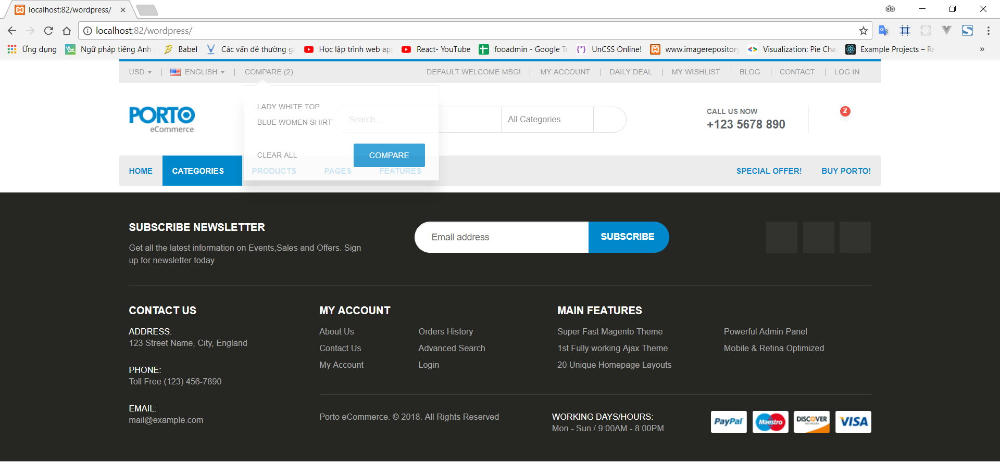 localhost:82/wordpress/
localhost:82/wordpress/
Ứng dụng
Ngữ pháp tiếng Anh
Babel
Các vấn đề thường g
Học lập trình web ap
React- YouTube
fooadmin - Google T
UnCSS Online!
www.imagerepository
Visualization: Pie Cha
Example Projects – Re
»
USD
ENGLISH
COMPARE (2)
DEFAULT WELCOME MSG!
MY ACCOUNT
DAILY DEAL
MY WISHLIST
BLOG
CONTACT
LOG IN
PORTO
eCommerce
LADY WHITE TOP
BLUE WOMEN SHIRT
CLEAR ALL
COMPARE
Search...
All Categories
CALL US NOW
+123 5678 890
2
HOME
CATEGORIES
PRODUCTS
PAGES
FEATURES
SPECIAL OFFER!
BUY PORTO!
SUBSCRIBE NEWSLETTER
Get all the latest information on Events,Sales and Offers. Sign
up for newsletter today
Email address
SUBSCRIBE
CONTACT US
ADDRESS:
123 Street Name, City, England
PHONE:
Toll Free (123) 456-7890
EMAIL:
mail@example.com
MY ACCOUNT
About Us
Contact Us
My Account
Orders History
Advanced Search
Login
MAIN FEATURES
Super Fast Magento Theme
1st Fully working Ajax Theme
20 Unique Homepage Layouts
Powerful Admin Panel
Mobile & Retina Optimized
Porto eCommerce. © 2018. All Rights Reserved
WORKING DAYS/HOURS:
Mon - Sun / 9:00AM - 8:00PM
PayPal
Maestro
DISCOVER
NETWORK
VISA